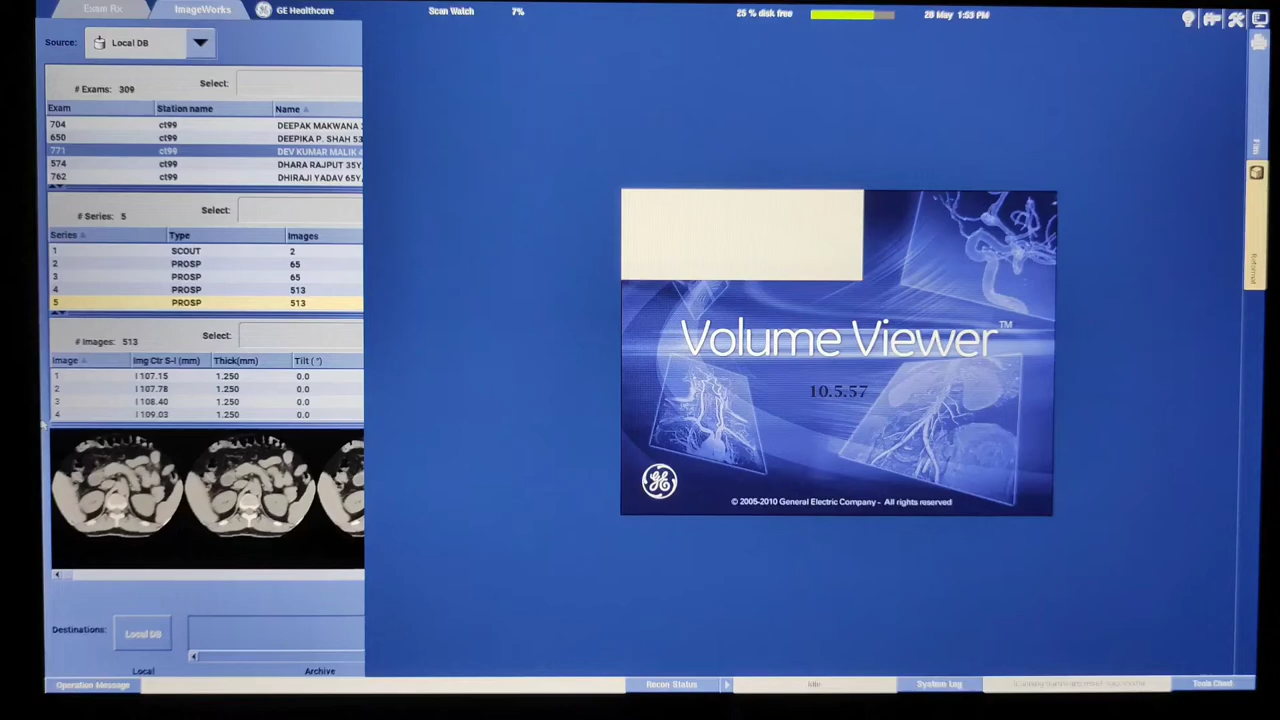 Exam Rx
ImageWorks
GE Healthcare
Scan Watch 7%
25 % disk free
28 May 1:53 PM
Source: Local DB
# Exams: 309 Select:
Exam Station name Name
704 ct99 DEEPAK MAKWANA
650 ct99 DEEPIKA P. SHAH 53
771 ct99 DEV KUMAR MALIK 4
574 ct99 DHARA RAJPUT 35Y,
762 ct99 DHIRAJI YADAV 65Y,
# Series: 5 Select:
Series Type Images
1 SCOUT 2
2 PROSP 65
3 PROSP 65
4 PROSP 513
5 PROSP 513
# Images: 513 Select:
Image Img Ctr S-I (mm) Thick(mm) Tilt ( °)
1 I 107.15 1.250 0.0
2 I 107.78 1.250 0.0
3 I 108.40 1.250 0.0
4 I 109.03 1.250 0.0
Volume Viewer™
10.5.57
GE
© 2005-2010 General Electric Company - All rights reserved
Film
Reformat
Destinations: Local DB
Local Archive
Operation Message
Recon Status
Idle
System Log
Tools Chest